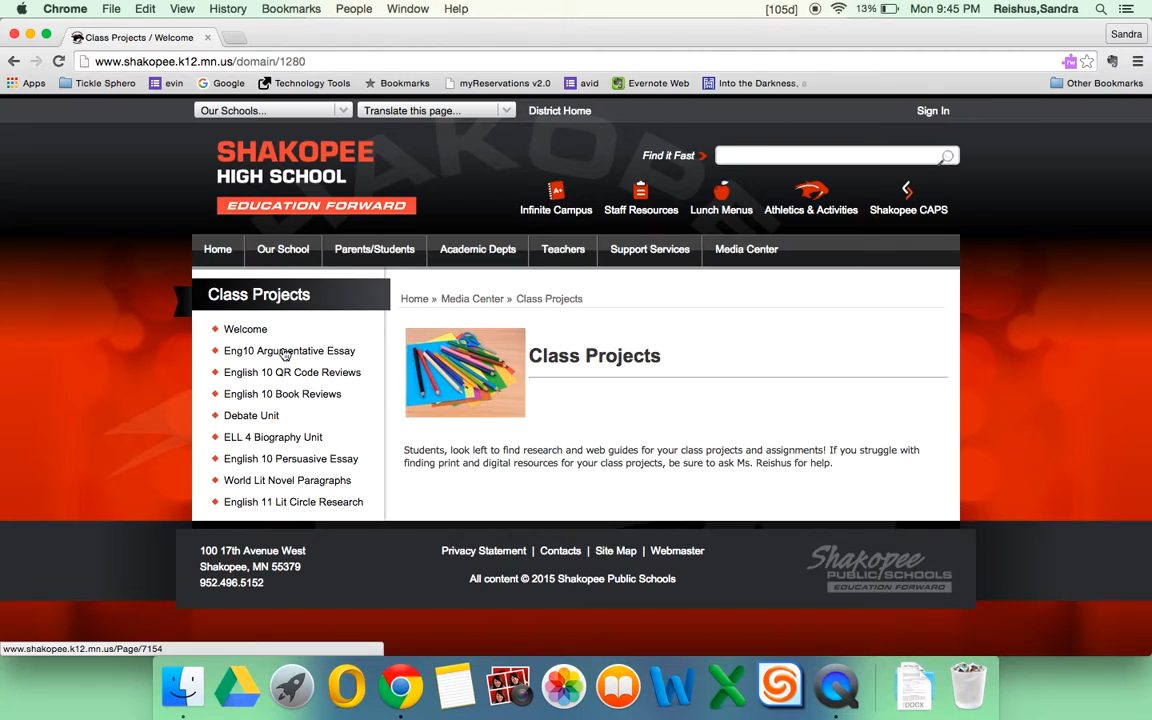 Chrome File Edit View History Bookmarks People Window Help [105d] 13% Mon 9:45 PM Reishus,Sandra
Class Projects / Welcome Sandra
www.shakopee.k12.mn.us/domain/1280
Apps Tickle Sphero evin Google Technology Tools Bookmarks myReservations v2.0 avid Evernote Web Into the Darkness, Other Bookmarks
Our Schools... Translate this page... District Home Sign In
SHAKOPEE
HIGH SCHOOL
EDUCATION FORWARD
Find it Fast
Infinite Campus Staff Resources Lunch Menus Athletics & Activities Shakopee CAPS
Home Our School Parents/Students Academic Depts Teachers Support Services Media Center
Class Projects
Welcome
Eng10 Argumentative Essay
English 10 QR Code Reviews
English 10 Book Reviews
Debate Unit
ELL 4 Biography Unit
English 10 Persuasive Essay
World Lit Novel Paragraphs
English 11 Lit Circle Research
Home » Media Center » Class Projects
Class Projects
Students, look left to find research and web guides for your class projects and assignments! If you struggle with
finding print and digital resources for your class projects, be sure to ask Ms. Reishus for help.
100 17th Avenue West
Shakopee, MN 55379
952.496.5152
Privacy Statement | Contacts | Site Map | Webmaster
All content © 2015 Shakopee Public Schools
Shakopee
PUBLIC SCHOOLS
EDUCATION FORWARD
www.shakopee.k12.mn.us/Page/7154
DOCX